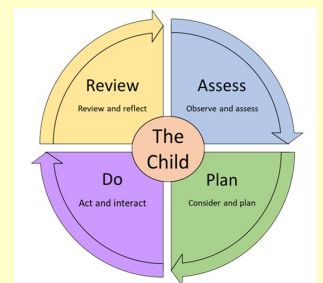 Review
Review and reflect
Assess
Observe and assess
The
Child
Do
Act and interact
Plan
Consider and plan